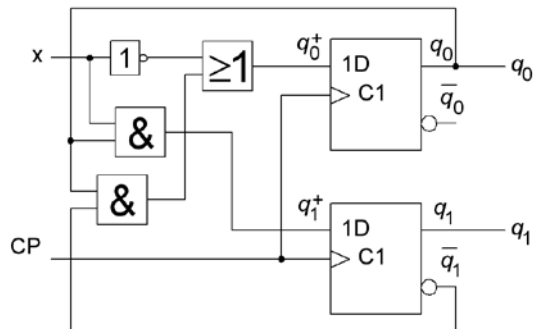 x 1 ≥1 q₀⁺ 1D q₀ q₀
C1 q̅₀
&
& q₁⁺ 1D q₁ q₁
CP C1 q̅₁